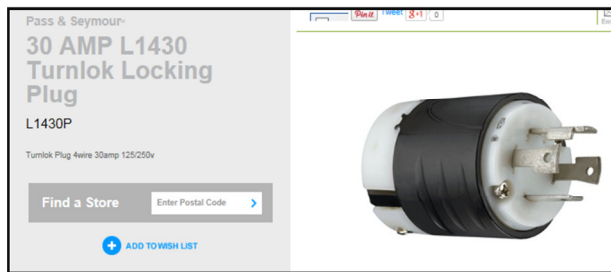 Pass & Seymour®
30 AMP L1430
Turnlok Locking
Plug
L1430P
Turnlok Plug 4wire 30amp 125/250v
Find a Store
Enter Postal Code
ADD TO WISH LIST
Pin it
Tweet
g+1
0